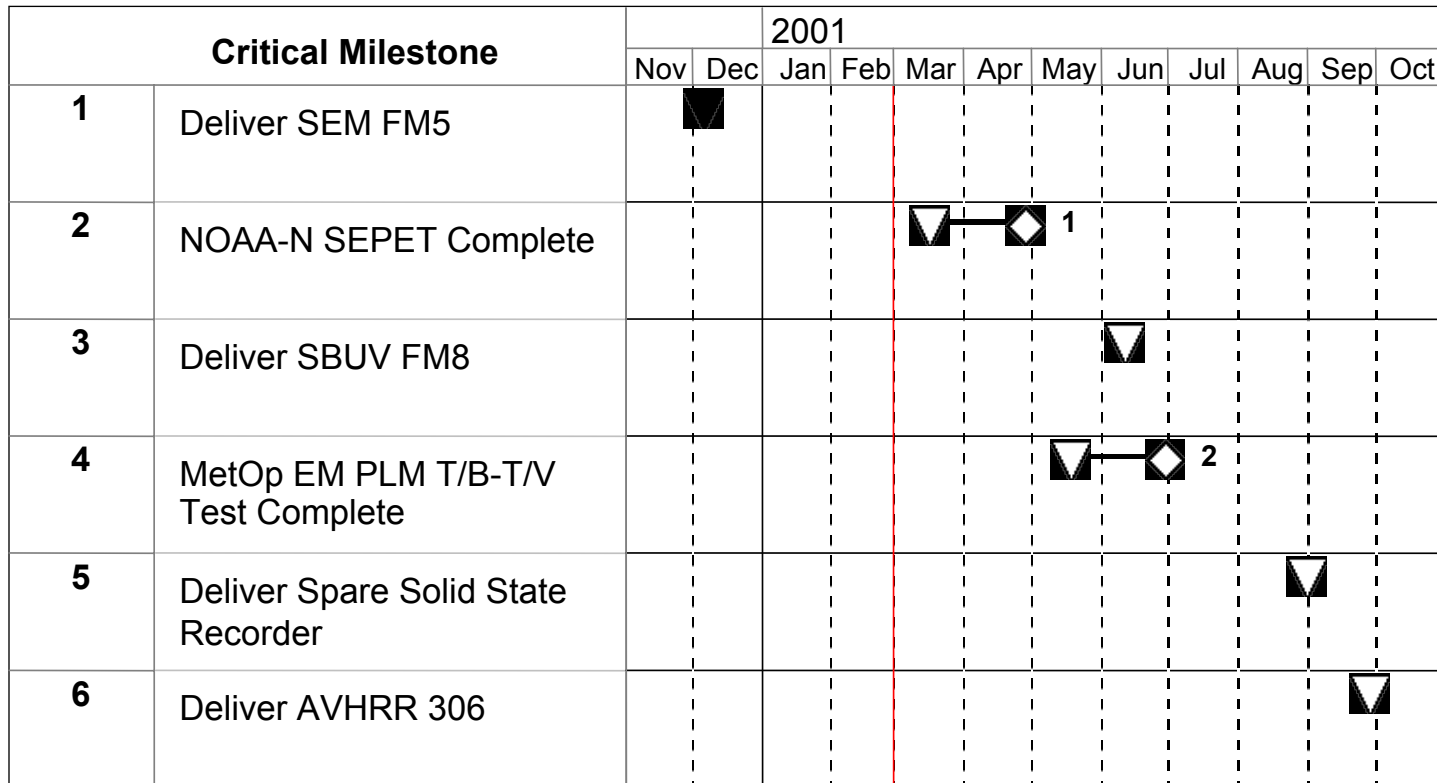 Critical Milestone
2001
Nov Dec Jan Feb Mar Apr May Jun Jul Aug Sep Oct
1 Deliver SEM FM5
2 NOAA-N SEPET Complete 1
3 Deliver SBUV FM8
4 MetOp EM PLM T/B-T/V 2
Test Complete
5 Deliver Spare Solid State
Recorder
6 Deliver AVHRR 306